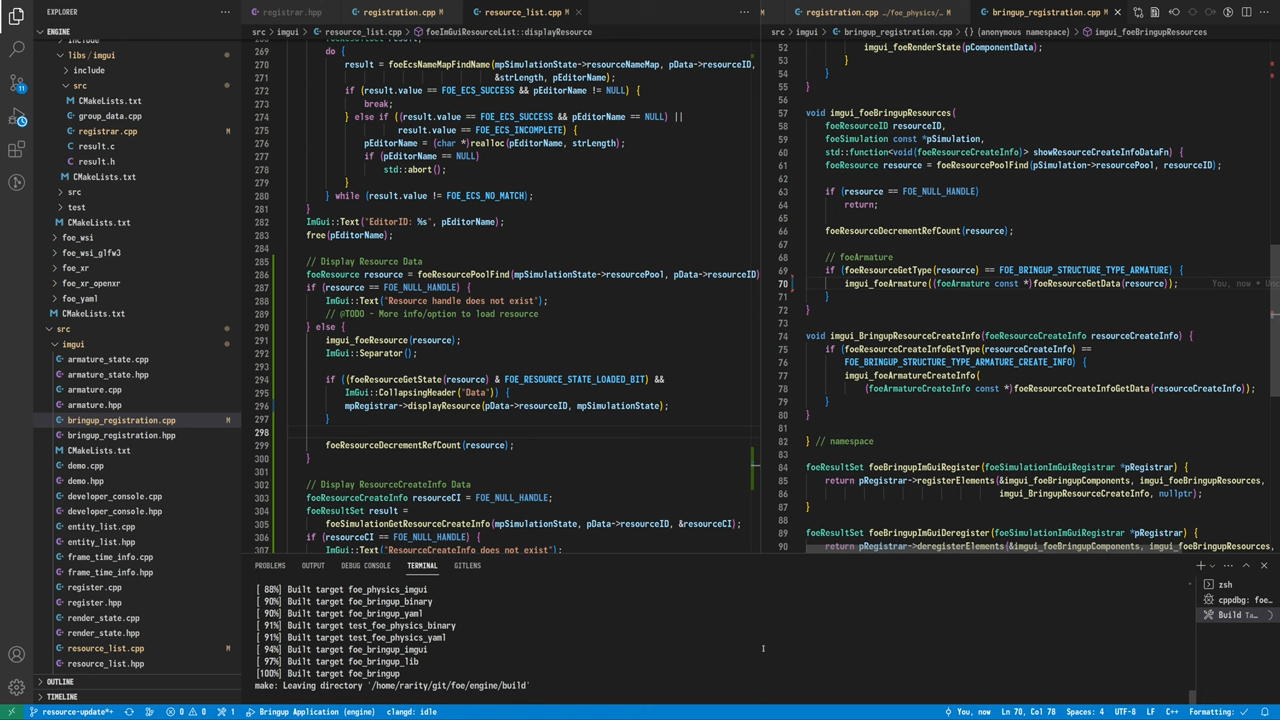 EXPLORER
ENGINE
include
libs / imgui
include
src
CMakeLists.txt
group_data.cpp
registrar.cpp M
result.c
result.h
CMakeLists.txt
src
test
CMakeLists.txt
foe_wsi
foe_wsi_glfw3
foe_xr
foe_xr_openxr
foe_yaml
CMakeLists.txt
src
imgui
armature_state.cpp
armature_state.hpp
armature.cpp
armature.hpp
bringup_registration.cpp M
bringup_registration.hpp
CMakeLists.txt
demo.cpp
demo.hpp
developer_console.cpp
developer_console.hpp
entity_list.cpp
entity_list.hpp
frame_time_info.cpp
frame_time_info.hpp
register.cpp
register.hpp
render_state.cpp
render_state.hpp
resource_list.cpp M
resource_list.hpp
OUTLINE
TIMELINE
registrar.hpp
registration.cpp M
resource_list.cpp M
src > imgui > resource_list.cpp > foeImGuiResourceList::displayResource
269
270 do {
271 result = foeEcsNameMapFindName(mpSimulationState->resourceNameMap, pData->resourceID,
&strLength, pEditorName);
272 if (result.value == FOE_ECS_SUCCESS && pEditorName != NULL) {
273 break;
274 } else if ((result.value == FOE_ECS_SUCCESS && pEditorName == NULL) ||
275 result.value == FOE_ECS_INCOMPLETE) {
276 pEditorName = (char *)realloc(pEditorName, strLength);
277 if (pEditorName == NULL)
278 std::abort();
279 }
280 } while (result.value != FOE_ECS_NO_MATCH);
281 }
282 ImGui::Text("EditorID: %s", pEditorName);
283 free(pEditorName);
284
285 // Display Resource Data
286 foeResource resource = foeResourcePoolFind(mpSimulationState->resourcePool, pData->resourceID)
287 if (resource == FOE_NULL_HANDLE) {
288 ImGui::Text("Resource handle does not exist");
289 // @TODO - More info/option to load resource
290 } else {
291 imgui_foeResource(resource);
292 ImGui::Separator();
293
294 if ((foeResourceGetState(resource) & FOE_RESOURCE_STATE_LOADED_BIT) &&
295 ImGui::CollapsingHeader("Data")) {
296 mpRegistrar->displayResource(pData->resourceID, mpSimulationState);
297 }
298
299 foeResourceDecrementRefCount(resource);
300 }
301
302 // Display ResourceCreateInfo Data
303 foeResourceCreateInfo resourceCI = FOE_NULL_HANDLE;
304 foeResultSet result =
305 foeSimulationGetResourceCreateInfo(mpSimulationState, pData->resourceID, &resourceCI);
306 if (resourceCI == FOE_NULL_HANDLE) {
307 ImGui::Text("ResourceCreateInfo does not exist");
M
registration.cpp .../foe_physics/... M
bringup_registration.cpp M
src > imgui > bringup_registration.cpp > {} (anonymous namespace) > imgui_foeBringupResources
52 imgui_foeRenderState(pComponentData);
53 }
54 }
55 }
56
57 void imgui_foeBringupResources(
58 foeResourceID resourceID,
59 foeSimulation const *pSimulation,
60 std::function<void(foeResourceCreateInfo)> showResourceCreateInfoDataFn) {
61 foeResource resource = foeResourcePoolFind(pSimulation->resourcePool, resourceID);
62
63 if (resource == FOE_NULL_HANDLE)
64 return;
65
66 foeResourceDecrementRefCount(resource);
67
68 // foeArmature
69 if (foeResourceGetType(resource) == FOE_BRINGUP_STRUCTURE_TYPE_ARMATURE) {
70 imgui_foeArmature((foeArmature const *)foeResourceGetData(resource)); You, now • Unc
71 }
72 }
73
74 void imgui_BringupResourceCreateInfo(foeResourceCreateInfo resourceCreateInfo) {
75 if (foeResourceCreateInfoGetType(resourceCreateInfo) ==
76 FOE_BRINGUP_STRUCTURE_TYPE_ARMATURE_CREATE_INFO) {
77 imgui_foeArmatureCreateInfo(
78 (foeArmatureCreateInfo const *)foeResourceCreateInfoGetData(resourceCreateInfo));
79 }
80 }
81
82 } // namespace
83
84 foeResultSet foeBringupImGuiRegister(foeSimulationImGuiRegistrar *pRegistrar) {
85 return pRegistrar->registerElements(&imgui_foeBringupComponents, imgui_foeBringupResources,
86 imgui_BringupResourceCreateInfo, nullptr);
87 }
88
89 foeResultSet foeBringupImGuiDeregister(foeSimulationImGuiRegistrar *pRegistrar) {
90 return pRegistrar->deregisterElements(&imgui_foeBringupComponents, imgui_foeBringupResources,
PROBLEMS OUTPUT DEBUG CONSOLE TERMINAL GITLENS
[ 88%] Built target foe_physics_imgui
[ 90%] Built target foe_bringup_binary
[ 90%] Built target foe_bringup_yaml
[ 91%] Built target test_foe_physics_binary
[ 91%] Built target test_foe_physics_yaml
[ 94%] Built target foe_bringup_imgui
[ 97%] Built target foe_bringup_lib
[100%] Built target foe_bringup
make: Leaving directory '/home/rarity/git/foe/engine/build'
zsh
cppdbg: foe...
Build Ta...
11
resource-update*+ 0 0 1 Bringup Application (engine) clangd: idle You, now Ln 70, Col 78 Spaces: 4 UTF-8 LF C++ Formatting: ✓